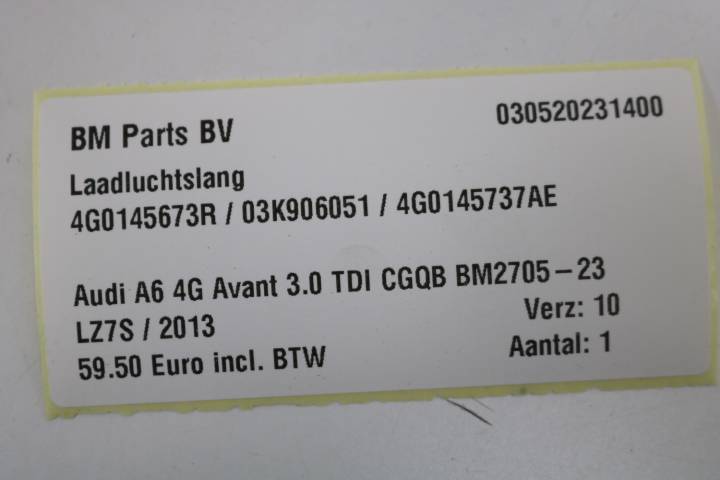 BM Parts BV 030520231400
Laadluchtslang
4G0145673R / 03K906051 / 4G0145737AE
Audi A6 4G Avant 3.0 TDI CGQB BM2705-23
LZ7S / 2013 Verz: 10
59.50 Euro incl. BTW Aantal: 1